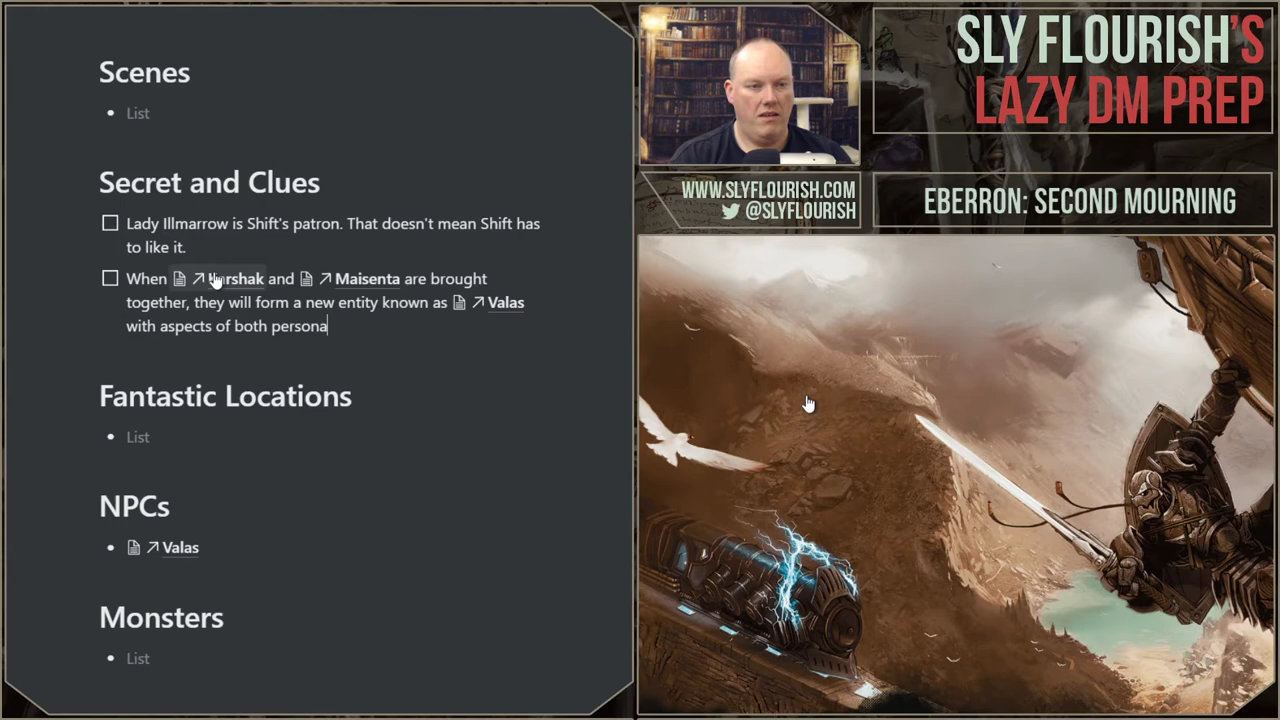 Scenes
List
Secret and Clues
Lady Illmarrow is Shift's patron. That doesn't mean Shift has
to like it.
When and Maisenta are brought
together, they will form a new entity known as Valas
with aspects of both persona
Fantastic Locations
List
NPCs
Valas
Monsters
List
SLY FLOURISH'S
LAZY DM PREP
WWW.SLYFLOURISH.COM
@SLYFLOURISH
EBERRON: SECOND MOURNING